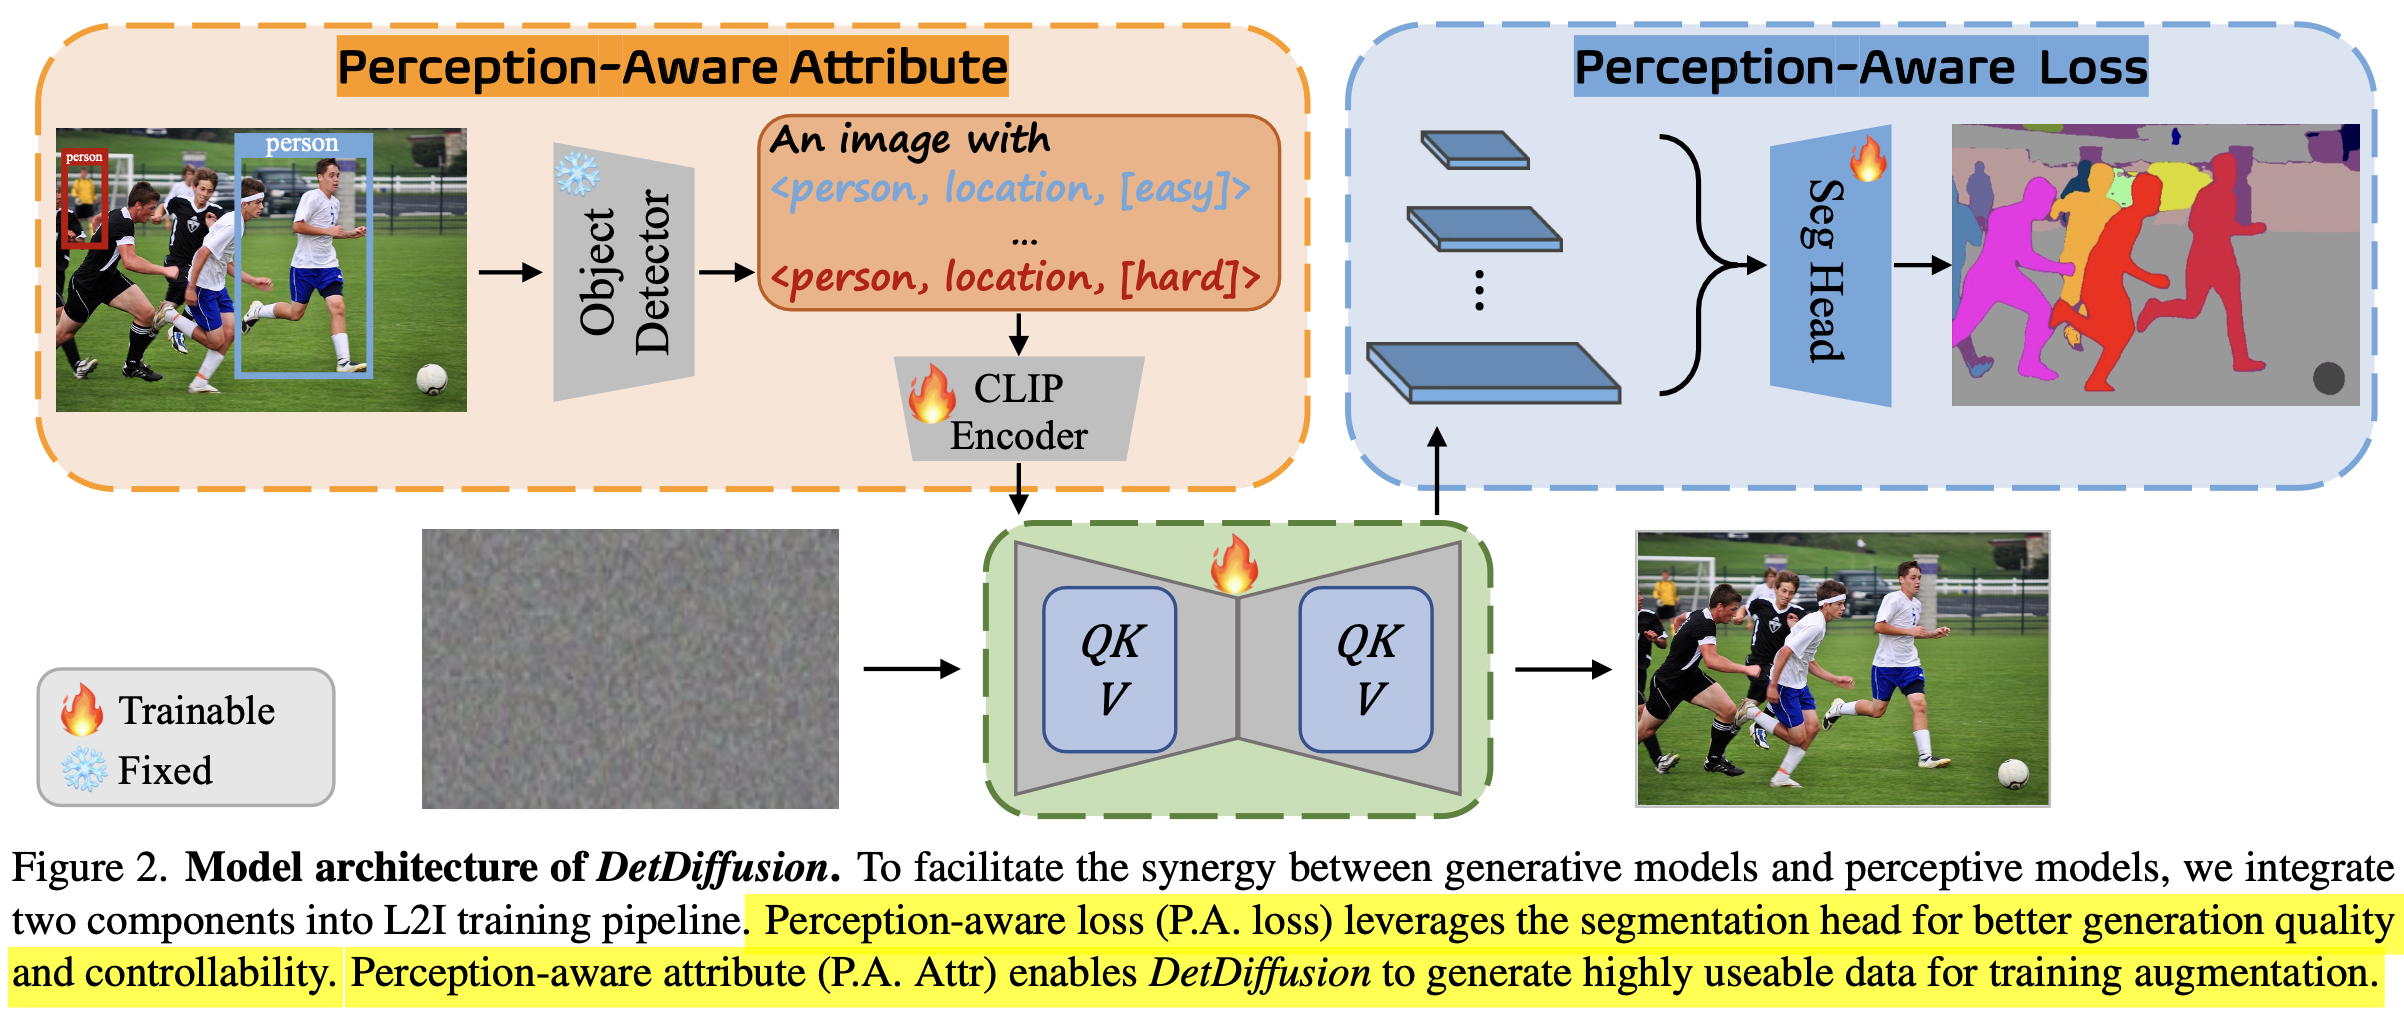 Perception-Aware Attribute
person
person
Object
Detector
An image with
<person, location, [easy]>
...
<person, location, [hard]>
CLIP
Encoder
Perception-Aware Loss
Seg Head
QK
V
QK
V
Trainable
Fixed
Figure 2. Model architecture of DetDiffusion. To facilitate the synergy between generative models and perceptive models, we integrate
two components into L2I training pipeline. Perception-aware loss (P.A. loss) leverages the segmentation head for better generation quality
and controllability. Perception-aware attribute (P.A. Attr) enables DetDiffusion to generate highly useable data for training augmentation.